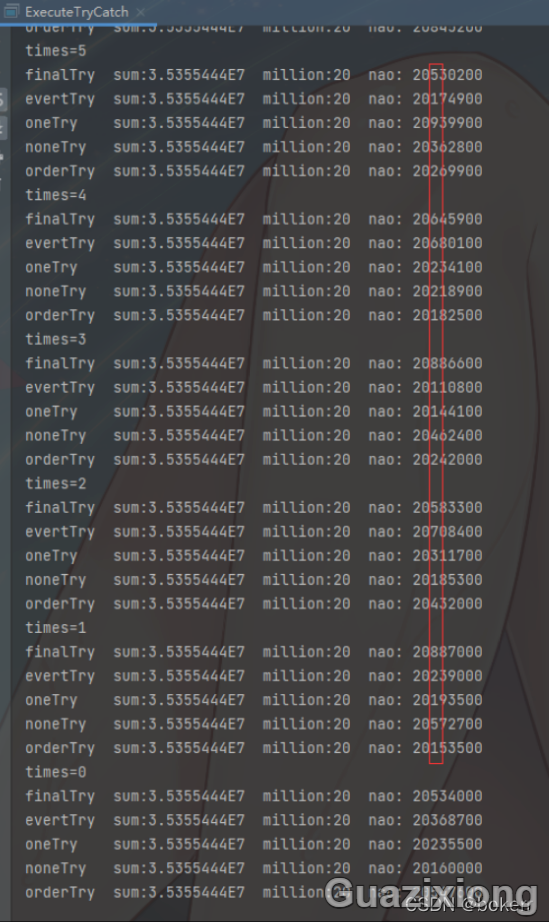 ExecuteTryCatch ×
orderTry sum:3.5355444E7 million:20 nao: 20845200
times=5
finalTry sum:3.5355444E7 million:20 nao: 20530200
evertTry sum:3.5355444E7 million:20 nao: 20174900
oneTry sum:3.5355444E7 million:20 nao: 20939900
noneTry sum:3.5355444E7 million:20 nao: 20362800
orderTry sum:3.5355444E7 million:20 nao: 20269900
times=4
finalTry sum:3.5355444E7 million:20 nao: 20645900
evertTry sum:3.5355444E7 million:20 nao: 20680100
oneTry sum:3.5355444E7 million:20 nao: 20234100
noneTry sum:3.5355444E7 million:20 nao: 20218900
orderTry sum:3.5355444E7 million:20 nao: 20182500
times=3
finalTry sum:3.5355444E7 million:20 nao: 20886600
evertTry sum:3.5355444E7 million:20 nao: 20110800
oneTry sum:3.5355444E7 million:20 nao: 20144100
noneTry sum:3.5355444E7 million:20 nao: 20462400
orderTry sum:3.5355444E7 million:20 nao: 20242000
times=2
finalTry sum:3.5355444E7 million:20 nao: 20583300
evertTry sum:3.5355444E7 million:20 nao: 20708400
oneTry sum:3.5355444E7 million:20 nao: 20311700
noneTry sum:3.5355444E7 million:20 nao: 20185300
orderTry sum:3.5355444E7 million:20 nao: 20432000
times=1
finalTry sum:3.5355444E7 million:20 nao: 20887000
evertTry sum:3.5355444E7 million:20 nao: 20239000
oneTry sum:3.5355444E7 million:20 nao: 20193500
noneTry sum:3.5355444E7 million:20 nao: 20572700
orderTry sum:3.5355444E7 million:20 nao: 20153500
times=0
finalTry sum:3.5355444E7 million:20 nao: 20534000
evertTry sum:3.5355444E7 million:20 nao: 20368700
oneTry sum:3.5355444E7 million:20 nao: 20235500
noneTry sum:3.5355444E7 million:20 nao: 20160000
orderTry sum:3.5355444E7
Guazixiong
CSDN @boken